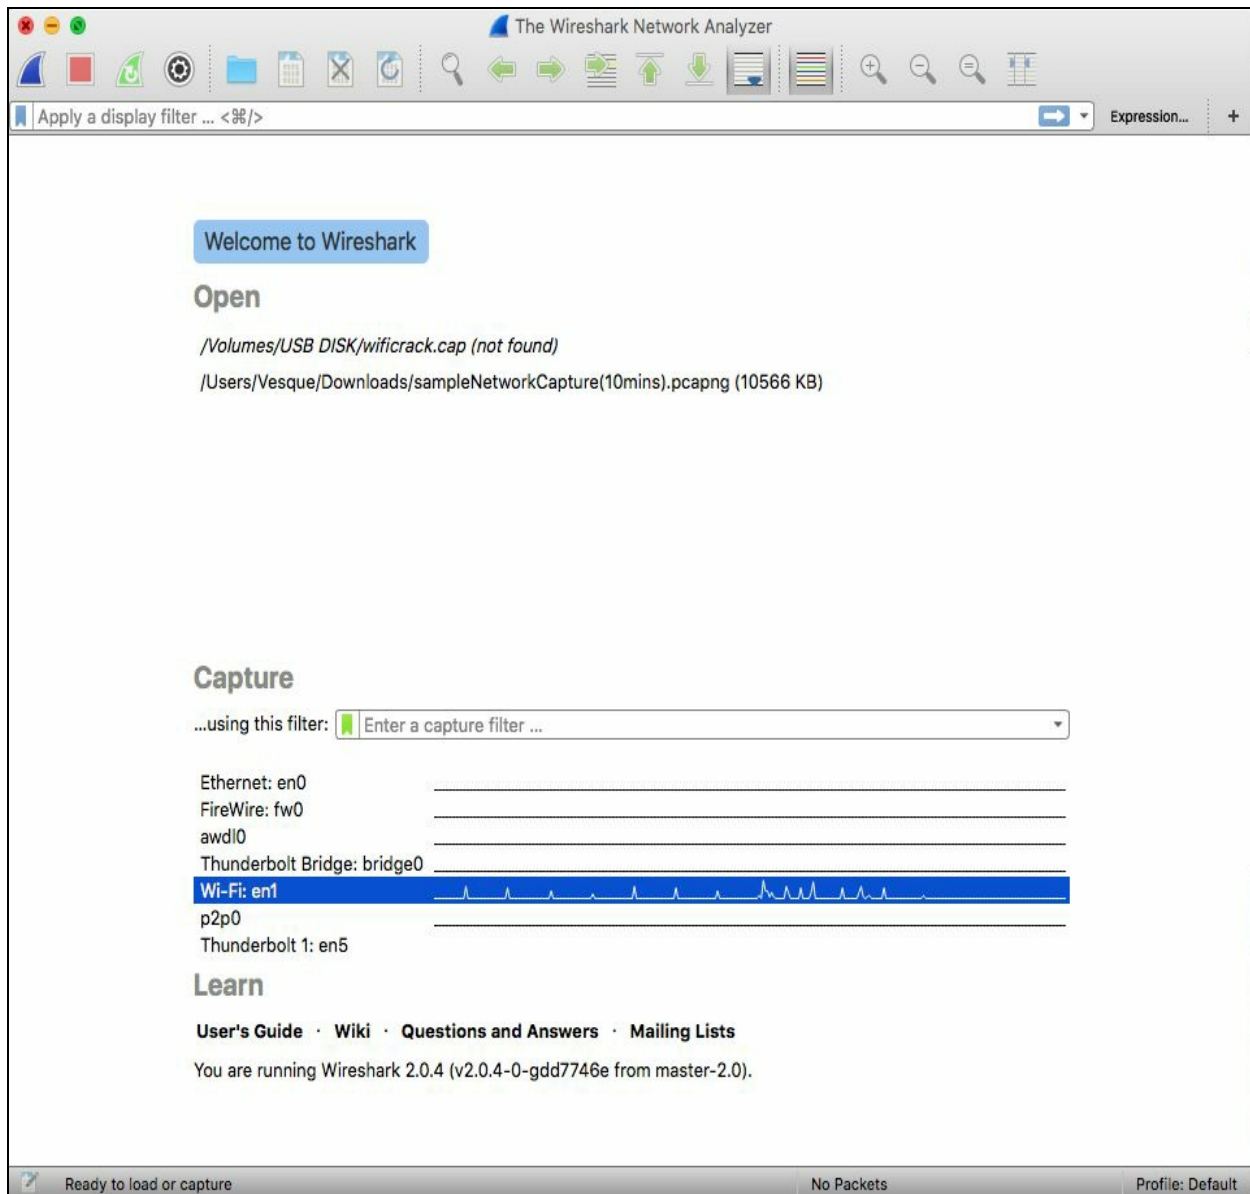 The Wireshark Network Analyzer
Apply a display filter ... <⌘/>
Expression... +
Welcome to Wireshark
Open
/Volumes/USB DISK/wificrack.cap (not found)
/Users/Vesque/Downloads/sampleNetworkCapture(10mins).pcapng (10566 KB)
Capture
...using this filter: Enter a capture filter ...
Ethernet: en0
FireWire: fw0
awdl0
Thunderbolt Bridge: bridge0
Wi-Fi: en1
p2p0
Thunderbolt 1: en5
Learn
User's Guide · Wiki · Questions and Answers · Mailing Lists
You are running Wireshark 2.0.4 (v2.0.4-0-gdd7746e from master-2.0).
Ready to load or capture No Packets Profile: Default